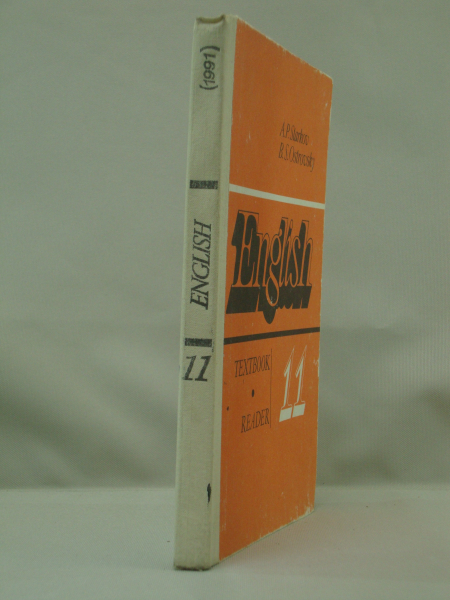 (1991)
ENGLISH
11
A.P. Starkov
B.S. Ostrovsky
English
TEXTBOOK
•
READER
11